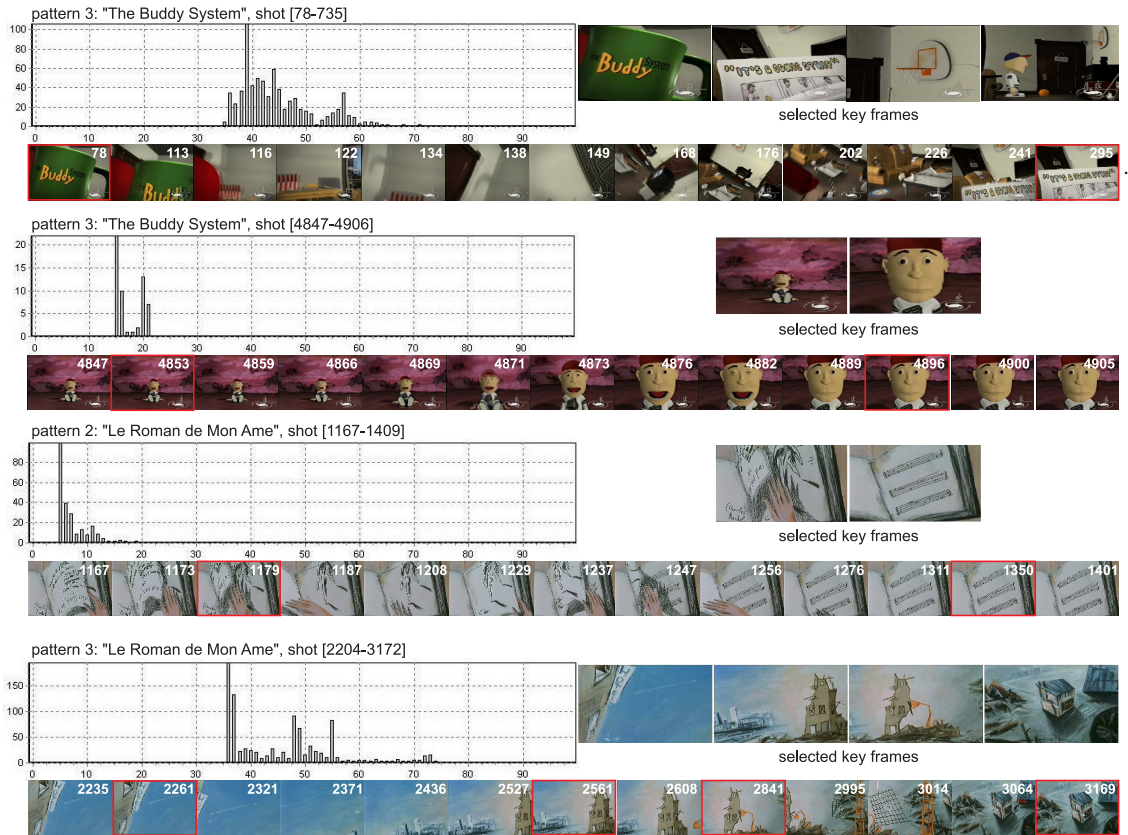 pattern 3: "The Buddy System", shot [78-735]
100
80
60
40
20
0
0 10 20 30 40 50 60 70 80 90
the Buddy System
"IT'S A GOING STING"
selected key frames
78 113 116 122 134 138 149 168 176 202 226 241 295
Buddy
Buddy
.
pattern 3: "The Buddy System", shot [4847-4906]
20
15
10
5
0
0 10 20 30 40 50 60 70 80 90
selected key frames
4847 4853 4859 4866 4869 4871 4873 4876 4882 4889 4896 4900 4905
pattern 2: "Le Roman de Mon Ame", shot [1167-1409]
80
60
40
20
0
0 10 20 30 40 50 60 70 80 90
selected key frames
1167 1173 1179 1187 1208 1229 1237 1247 1256 1276 1311 1350 1401
pattern 3: "Le Roman de Mon Ame", shot [2204-3172]
150
100
50
0
0 10 20 30 40 50 60 70 80 90
selected key frames
2235 2261 2321 2371 2436 2527 2561 2608 2841 2995 3014 3064 3169